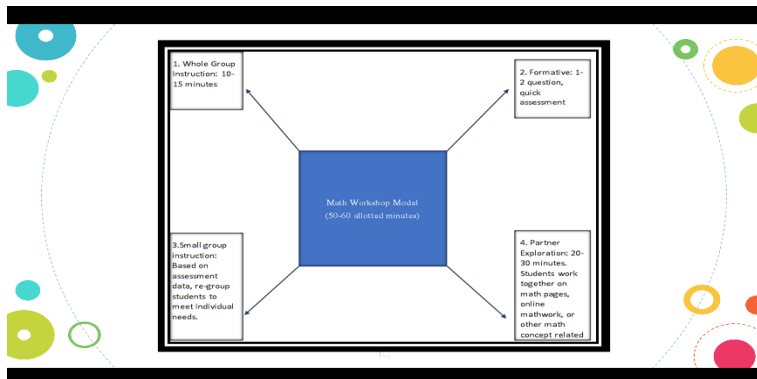 1. Whole Group
Instruction: 10-
15 minutes
2. Formative: 1-
2 question,
quick
assessment
Math Workshop Model
(50-60 allotted minutes)
3.Small group
instruction:
Based on
assessment
data, re-group
students to
meet individual
needs.
4. Partner
Exploration: 20-
30 minutes.
Students work
together on
math pages,
online
mathwork, or
other math
concept related